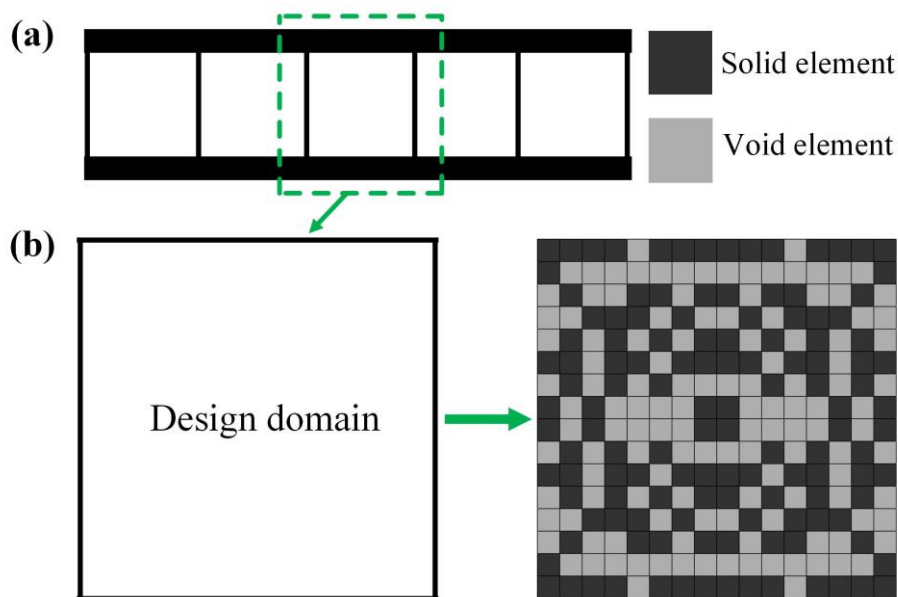 (a)
Solid element
Void element
(b)
Design domain